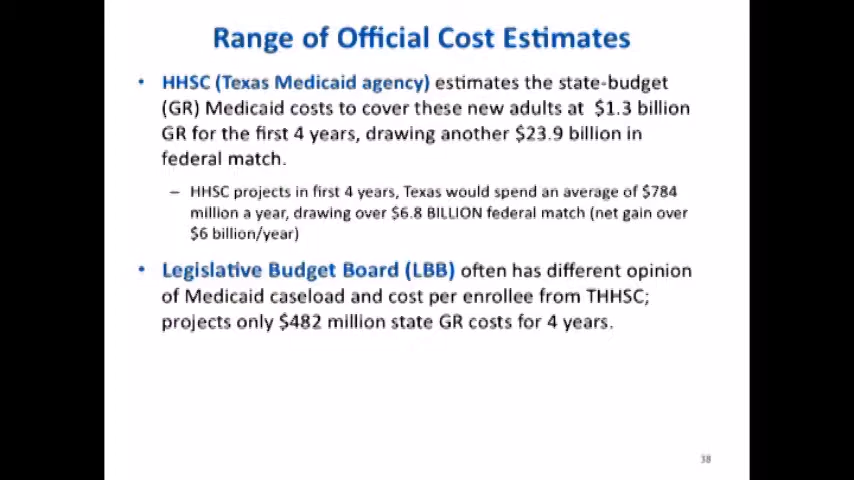 Range of Official Cost Estimates
• HHSC (Texas Medicaid agency) estimates the state-budget
(GR) Medicaid costs to cover these new adults at $1.3 billion
GR for the first 4 years, drawing another $23.9 billion in
federal match.
– HHSC projects in first 4 years, Texas would spend an average of $784
million a year, drawing over $6.8 BILLION federal match (net gain over
$6 billion/year)
• Legislative Budget Board (LBB) often has different opinion
of Medicaid caseload and cost per enrollee from THHSC;
projects only $482 million state GR costs for 4 years.
38